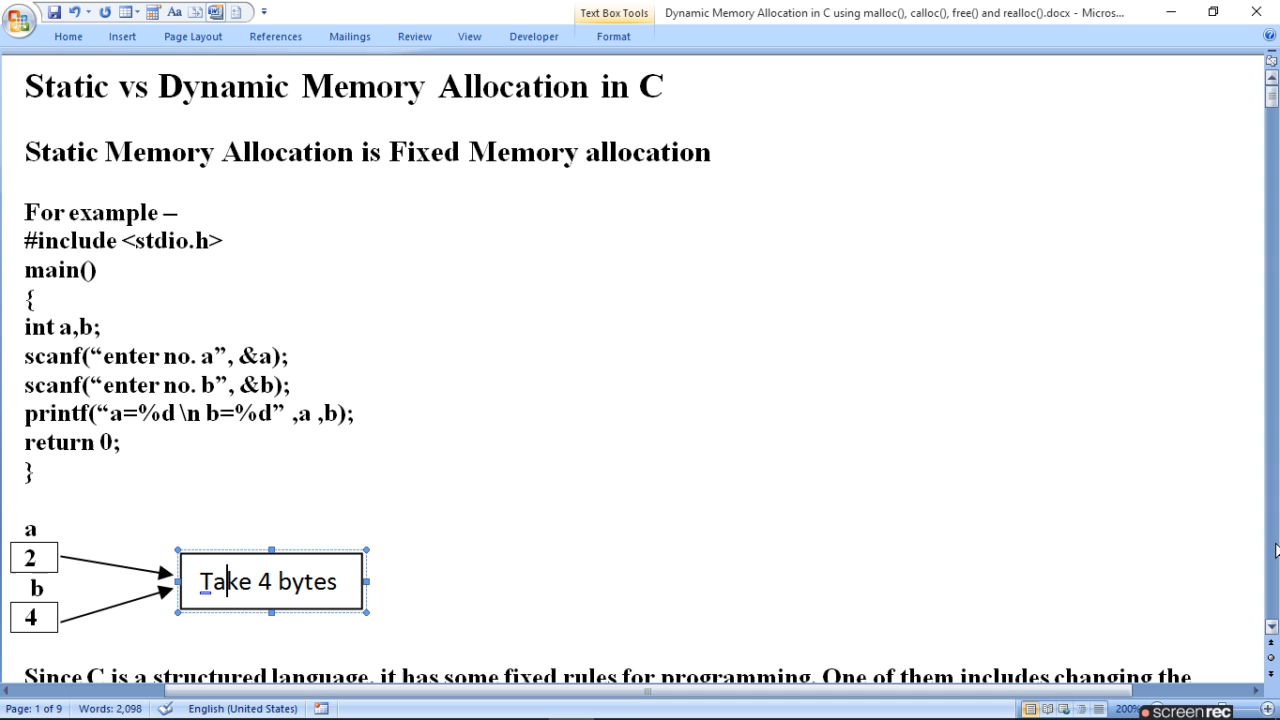 Text Box Tools
Dynamic Memory Allocation in C using malloc(), calloc(), free() and realloc().docx - Micros...
Home Insert Page Layout References Mailings Review View Developer Format
Static vs Dynamic Memory Allocation in C
Static Memory Allocation is Fixed Memory allocation
For example –
#include <stdio.h>
main()
{
int a,b;
scanf(“enter no. a”, &a);
scanf(“enter no. b”, &b);
printf(“a=%d \n b=%d” ,a ,b);
return 0;
}
a
2
b
4
Take 4 bytes
Since C is a structured language, it has some fixed rules for programming. One of them includes changing the
Page: 1 of 9 Words: 2,098 English (United States) 200%
screenrec